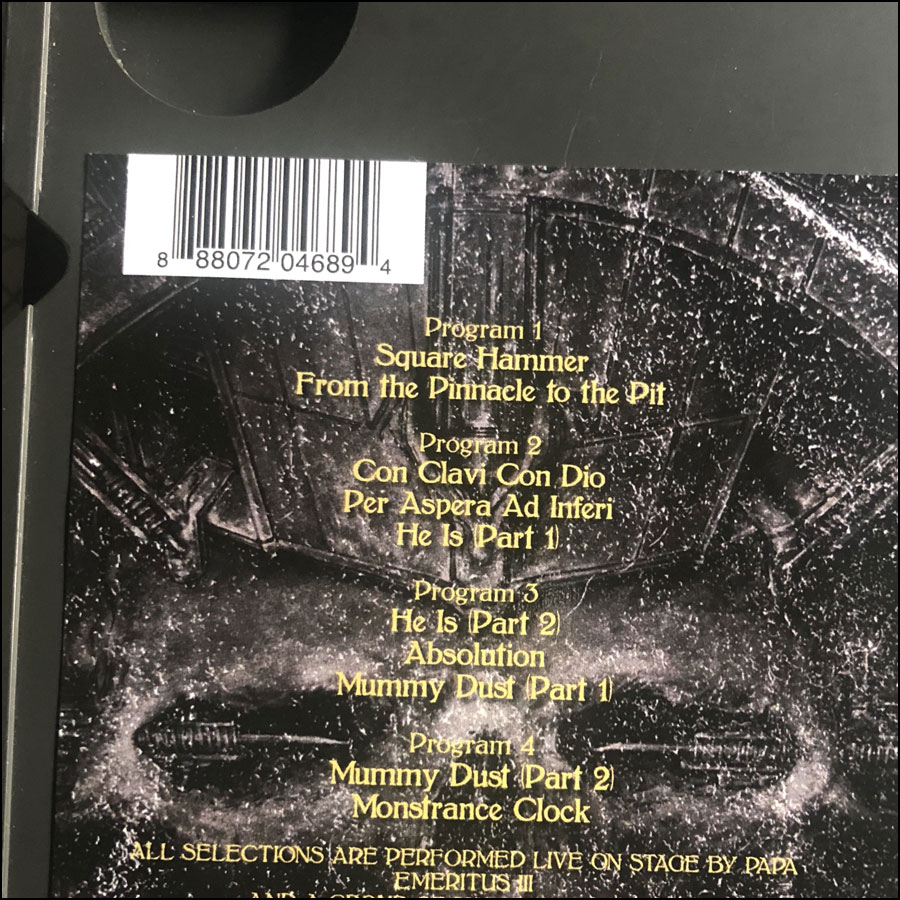 8 88072 04689 4
Program 1
Square Hammer
From the Pinnacle to the Pit
Program 2
Con Clavi Con Dio
Per Aspera Ad Inferi
He Is (Part 1)
Program 3
He Is (Part 2)
Absolution
Mummy Dust (Part 1)
Program 4
Mummy Dust (Part 2)
Monstrance Clock
ALL SELECTIONS ARE PERFORMED LIVE ON STAGE BY PAPA
EMERITUS III
AND A